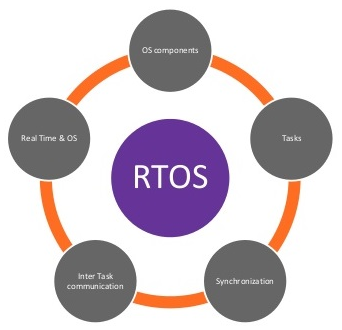 OS components
Real Time & OS
Tasks
RTOS
Inter Task
communication
Synchronization